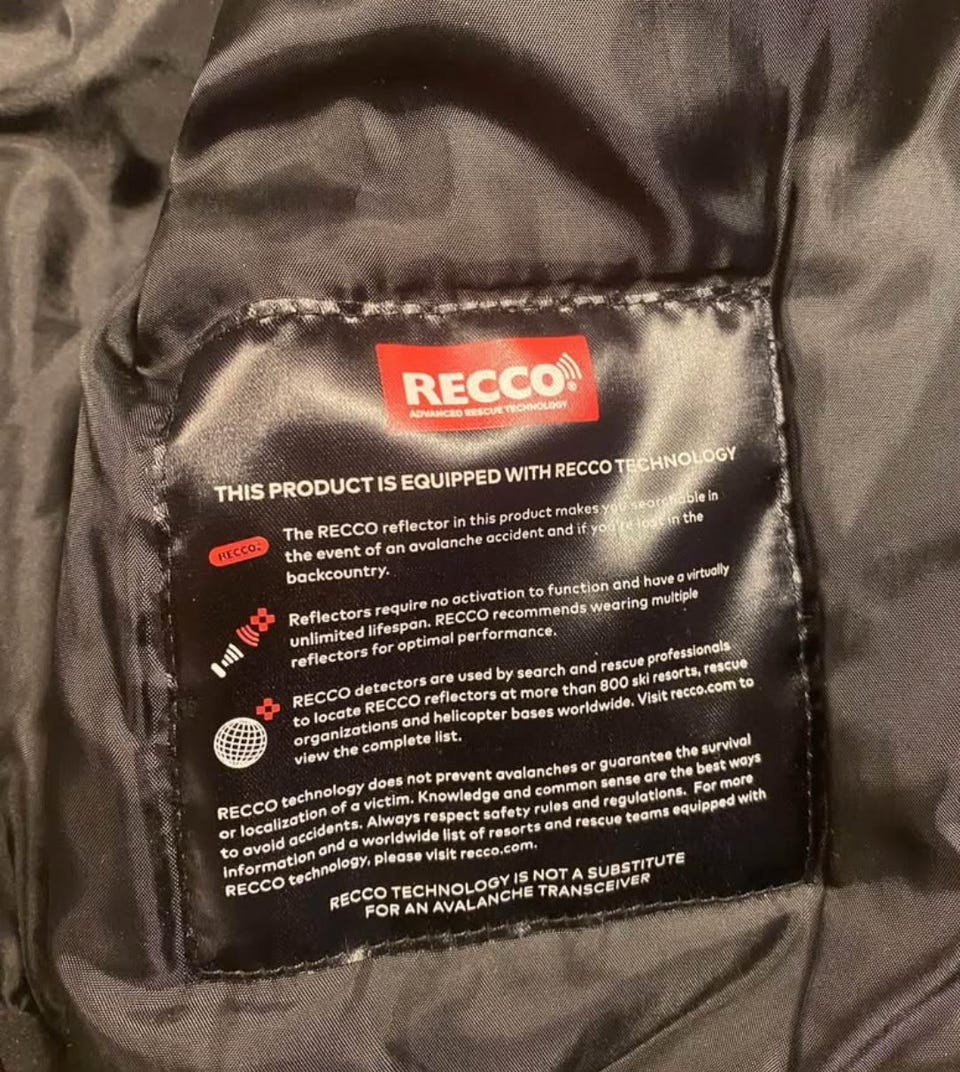 RECCO®
ADVANCED RESCUE TECHNOLOGY
THIS PRODUCT IS EQUIPPED WITH RECCO TECHNOLOGY
RECCO®
The RECCO reflector in this product makes you searchable in
the event of an avalanche accident and if you're lost in the
backcountry.
Reflectors require no activation to function and have a virtually
unlimited lifespan. RECCO recommends wearing multiple
reflectors for optimal performance.
RECCO detectors are used by search and rescue professionals
to locate RECCO reflectors at more than 800 ski resorts, rescue
organizations and helicopter bases worldwide. Visit recco.com to
view the complete list.
RECCO technology does not prevent avalanches or guarantee the survival
or localization of a victim. Knowledge and common sense are the best ways
to avoid accidents. Always respect safety rules and regulations. For more
information and a worldwide list of resorts and rescue teams equipped with
RECCO technology, please visit recco.com.
RECCO TECHNOLOGY IS NOT A SUBSTITUTE
FOR AN AVALANCHE TRANSCEIVER